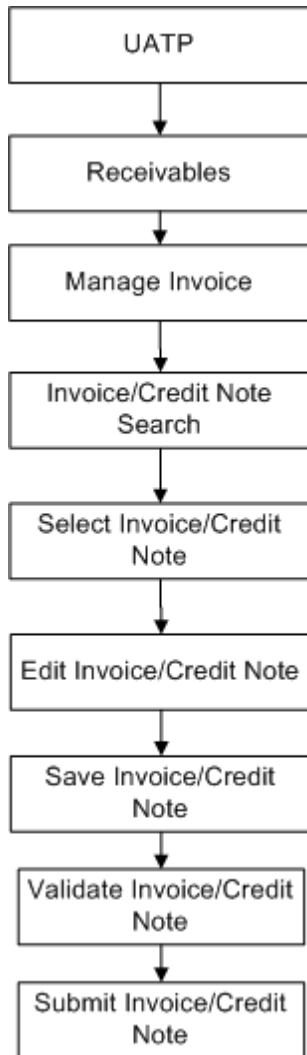 UATP
Receivables
Manage Invoice
Invoice/Credit Note
Search
Select Invoice/Credit
Note
Edit Invoice/Credit Note
Save Invoice/Credit
Note
Validate Invoice/Credit
Note
Submit Invoice/Credit
Note